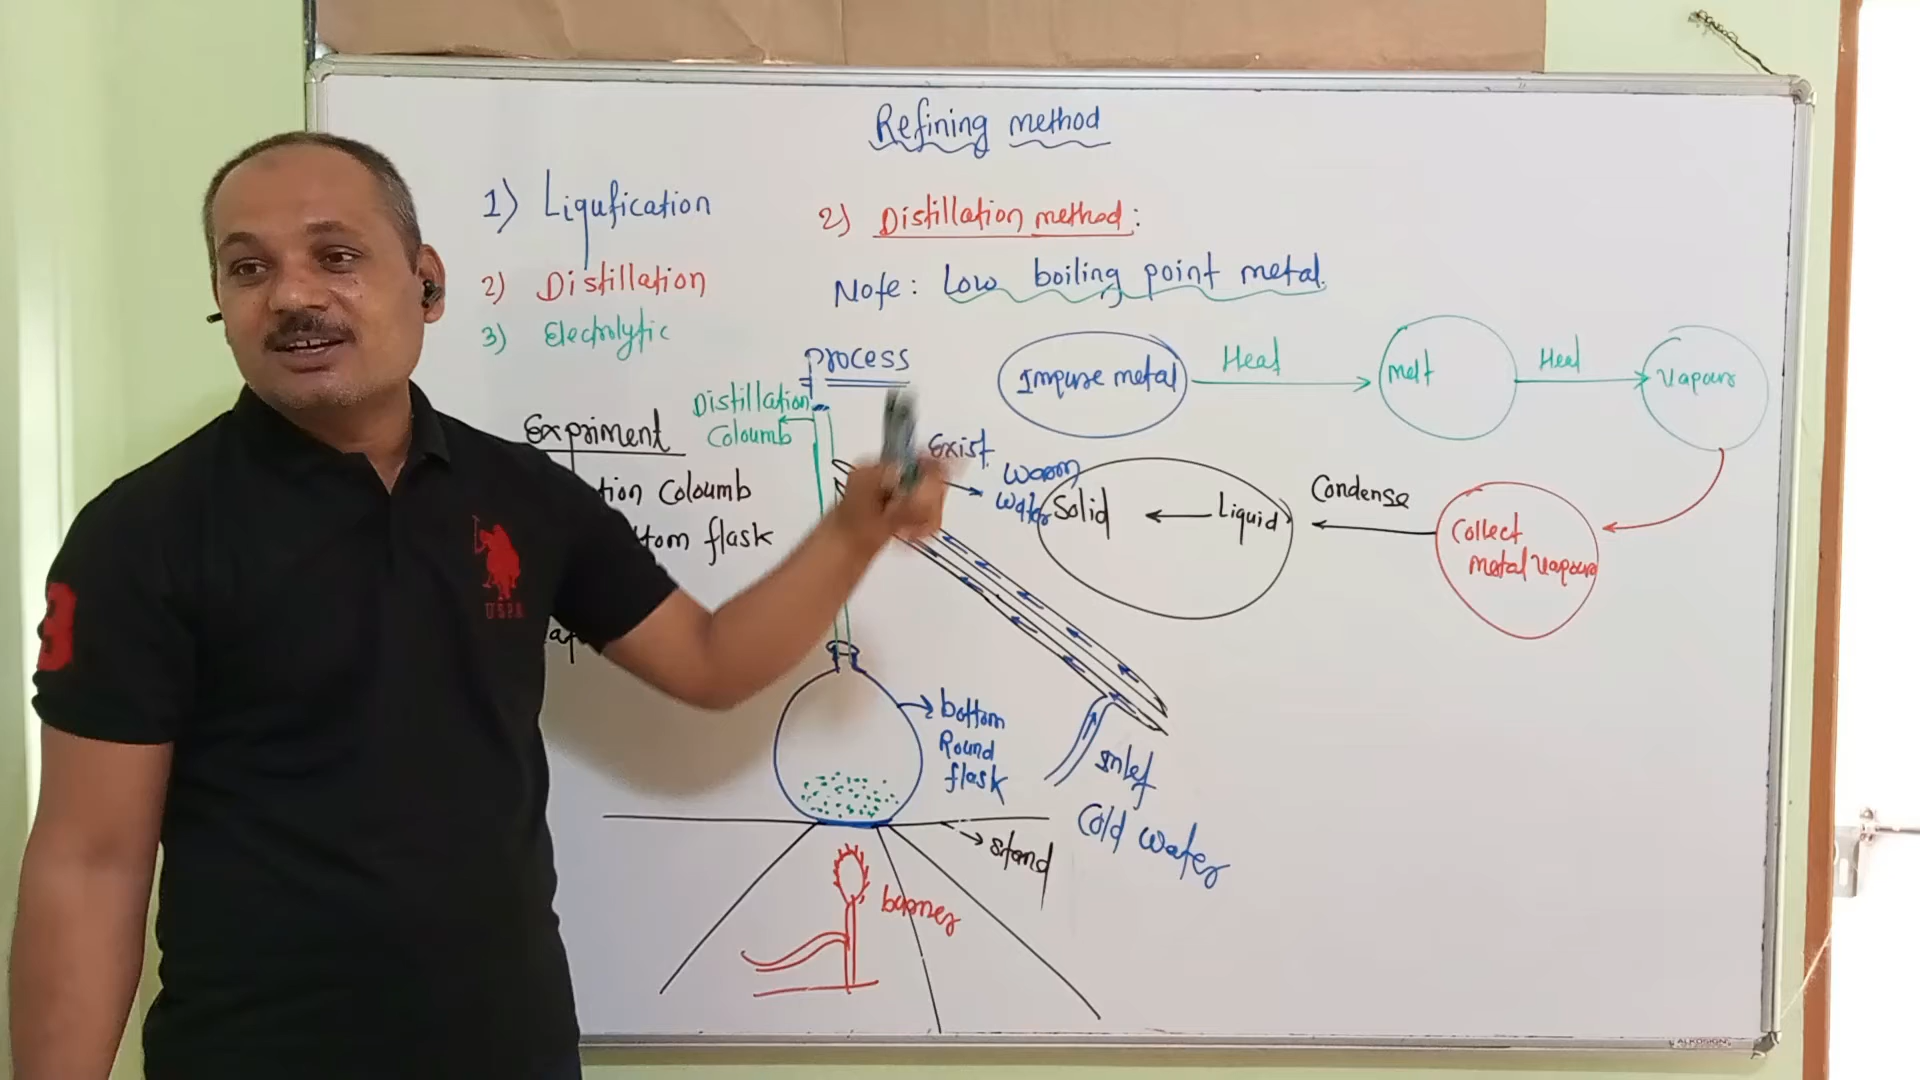 Refining method
1) Liqufication
2) Distillation
3) Electrolytic
2) Distillation method:
Note: Low boiling point metal.
process
Impure metal
Heat
melt
Heat
Vapours
Collect
metal vapours
Condense
Liquid
Solid
Distillation
Coloumb
Expriment
tion Coloumb
ttom flask
Exist
Warm
Water
bottom
Round
flask
Inlet
Cold water
stand
burner
3
U.S.P.A.